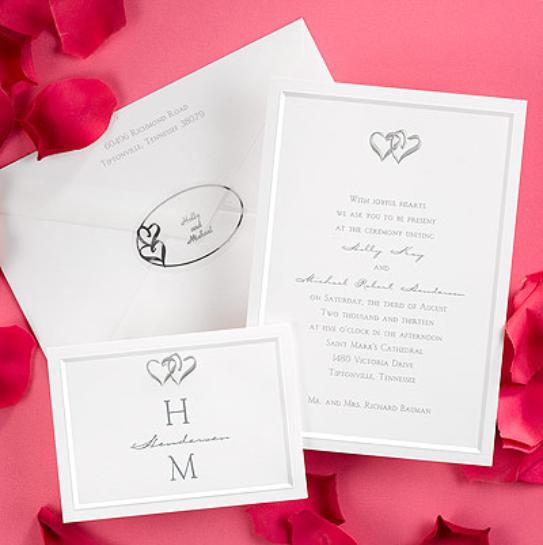 60496 Richmond Road
Tiptonville, Tennessee 38079
Holly
and
Michael
With joyful hearts
we ask you to be present
at the ceremony uniting
Holly Kay
and
Michael Robert Henderson
on Saturday, the third of August
Two thousand and thirteen
at five o'clock in the afternoon
Saint Mark's Cathedral
1480 Victoria Drive
Tiptonville, Tennessee
Mr. and Mrs. Richard Bauman
H
Henderson
M